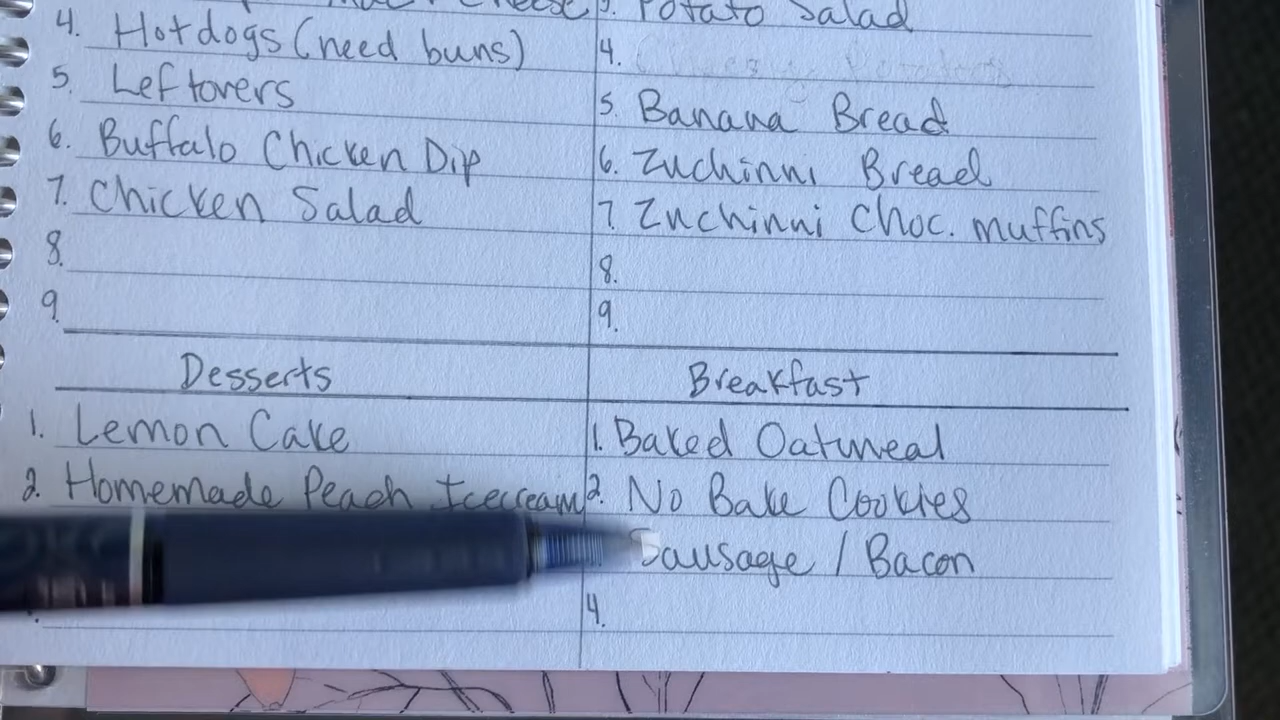 Potato Salad
4. Hotdogs (need buns)
5. Leftovers
6. Buffalo Chicken Dip
7. Chicken Salad
8.
9.
4. Cheesy Potatoes
5. Banana Bread
6. Zuchinni Bread
7. Zuchinni Choc. muffins
8.
9.
Desserts
1. Lemon Cake
2. Homemade Peach Icecream
Breakfast
1. Baked Oatmeal
2. No Bake Cookies
Sausage / Bacon
4.